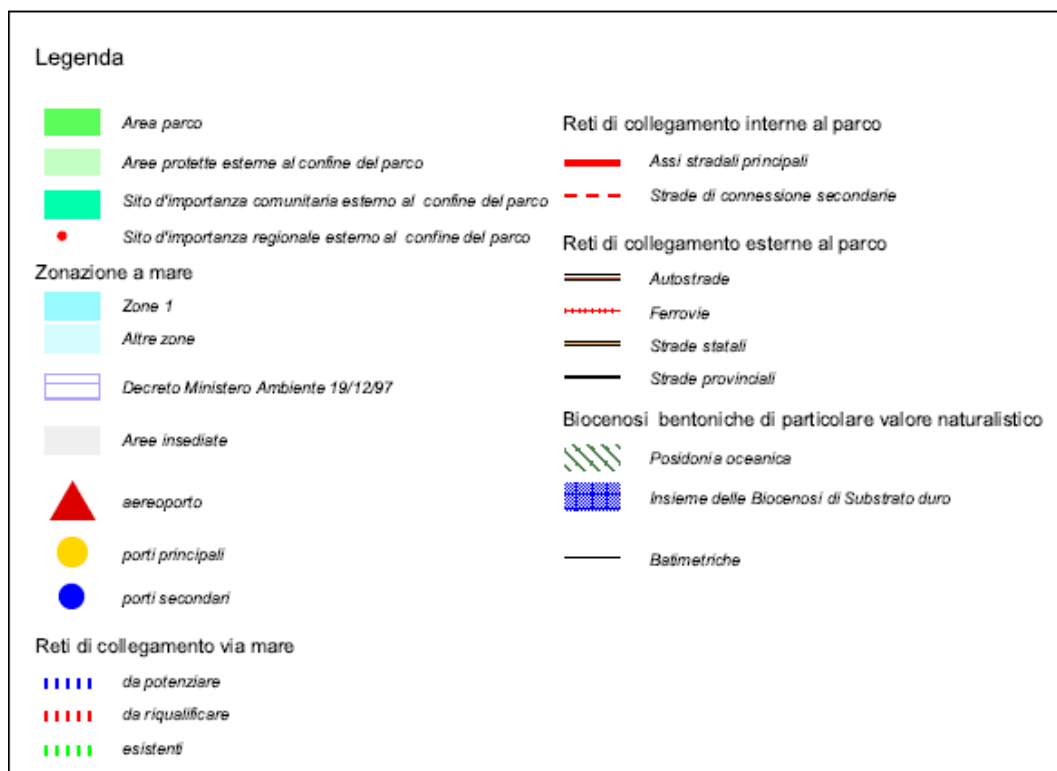 Legenda
Area parco
Aree protette esterne al confine del parco
Sito d'importanza comunitaria esterno al confine del parco
Sito d'importanza regionale esterno al confine del parco
Zonazione a mare
Zone 1
Altre zone
Decreto Ministero Ambiente 19/12/97
Aree insediate
aereoporto
porti principali
porti secondari
Reti di collegamento via mare
da potenziare
da riqualificare
esistenti
Reti di collegamento interne al parco
Assi stradali principali
Strade di connessione secondarie
Reti di collegamento esterne al parco
Autostrade
Ferrovie
Strade statali
Strade provinciali
Biocenosi bentoniche di particolare valore naturalistico
Posidonia oceanica
Insieme delle Biocenosi di Substrato duro
Batimetriche